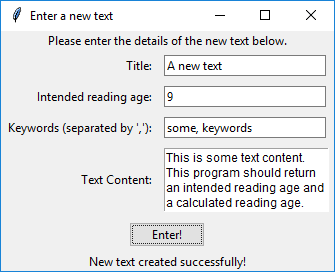 Enter a new text
Please enter the details of the new text below.
Title: A new text
Intended reading age: 9
Keywords (separated by ','): some, keywords
Text Content:
This is some text content.
This program should return
an intended reading age and
a calculated reading age.
Enter!
New text created successfully!